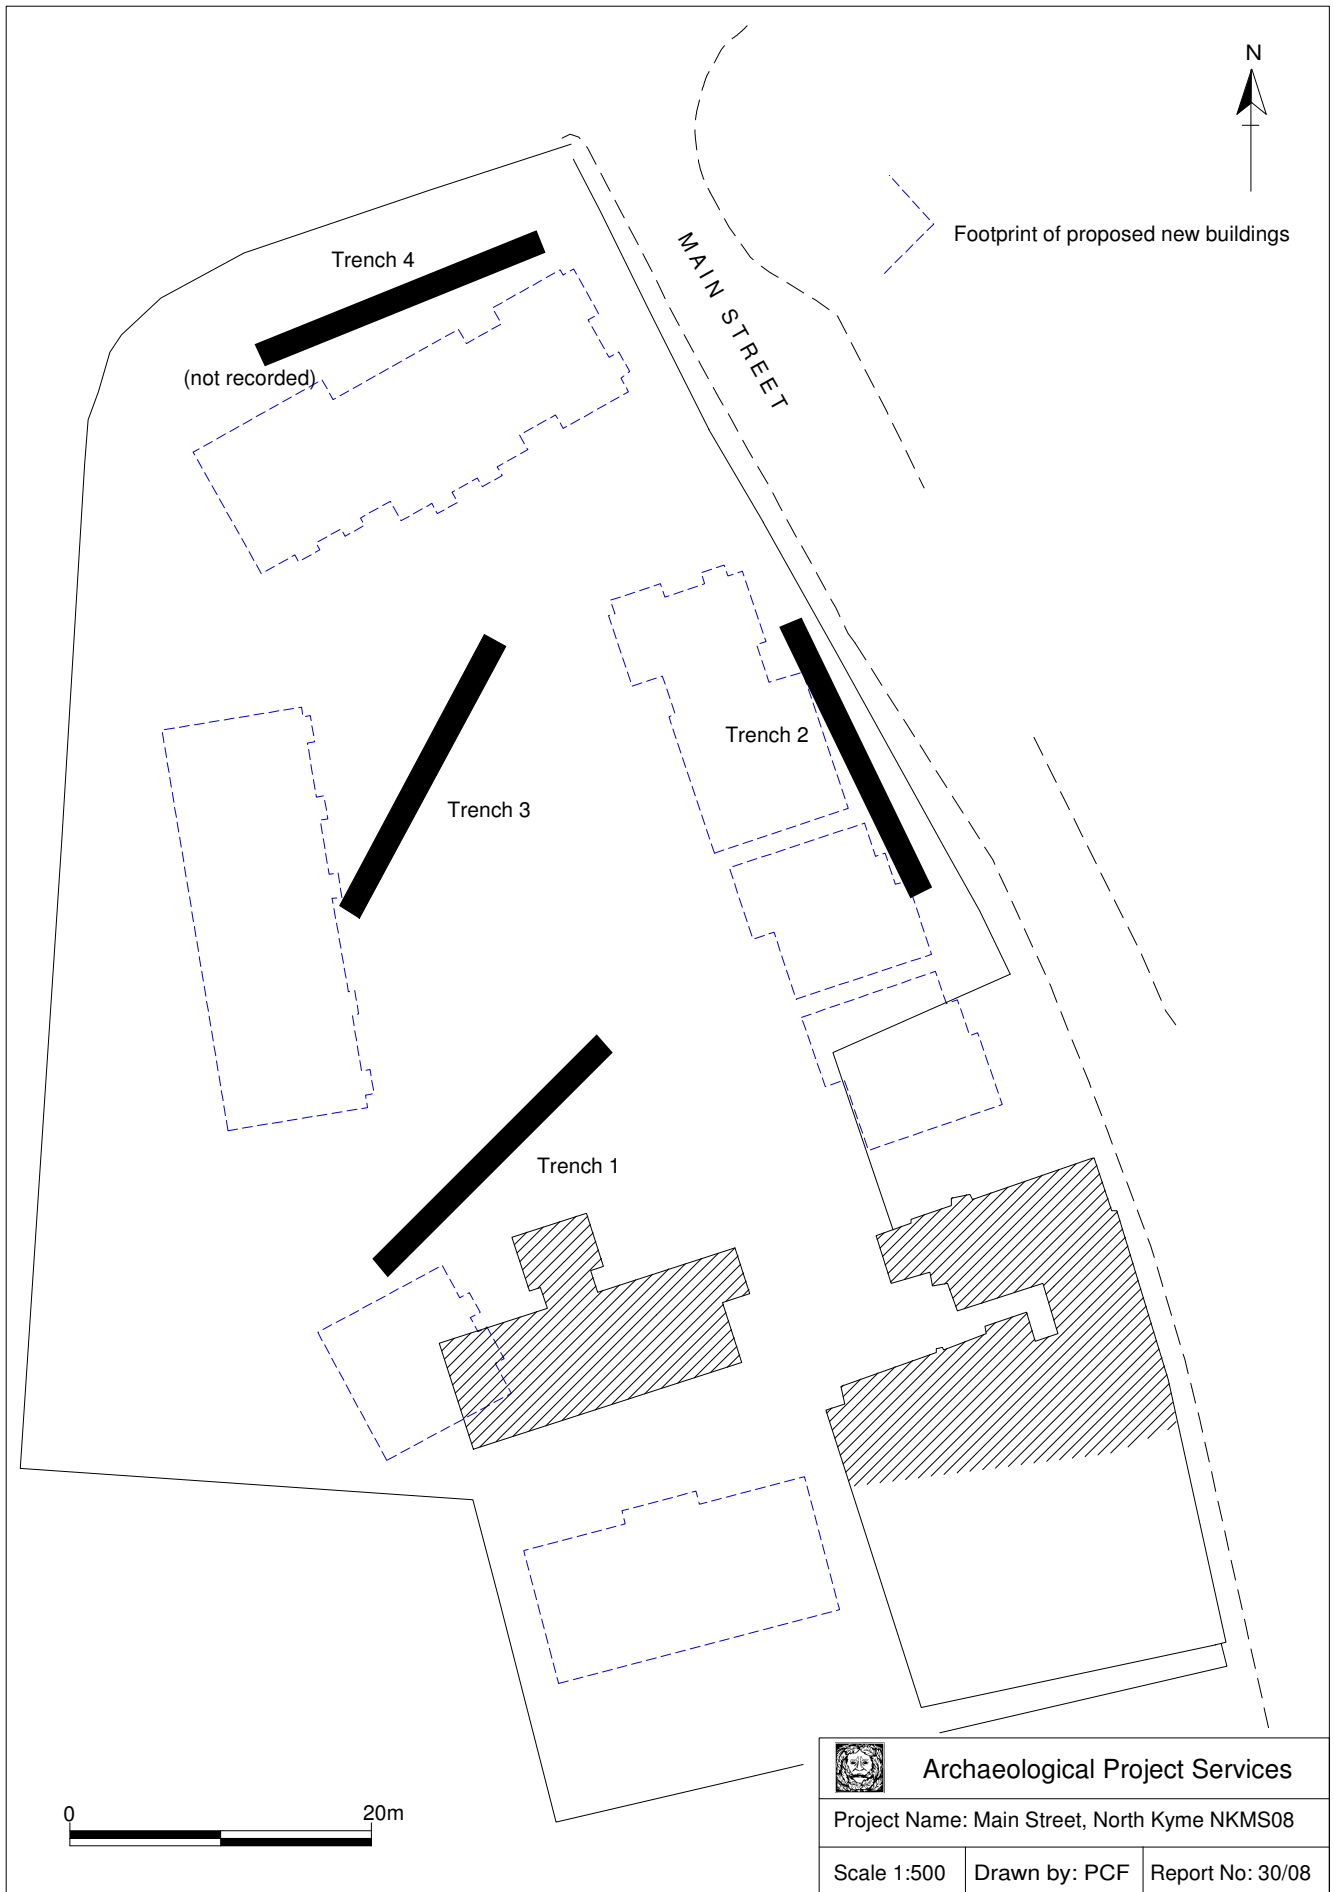 N
Footprint of proposed new buildings
MAIN STREET
Trench 4
(not recorded)
Trench 2
Trench 3
Trench 1
0 20m
Archaeological Project Services
Project Name: Main Street, North Kyme NKMS08
Scale 1:500 Drawn by: PCF Report No: 30/08